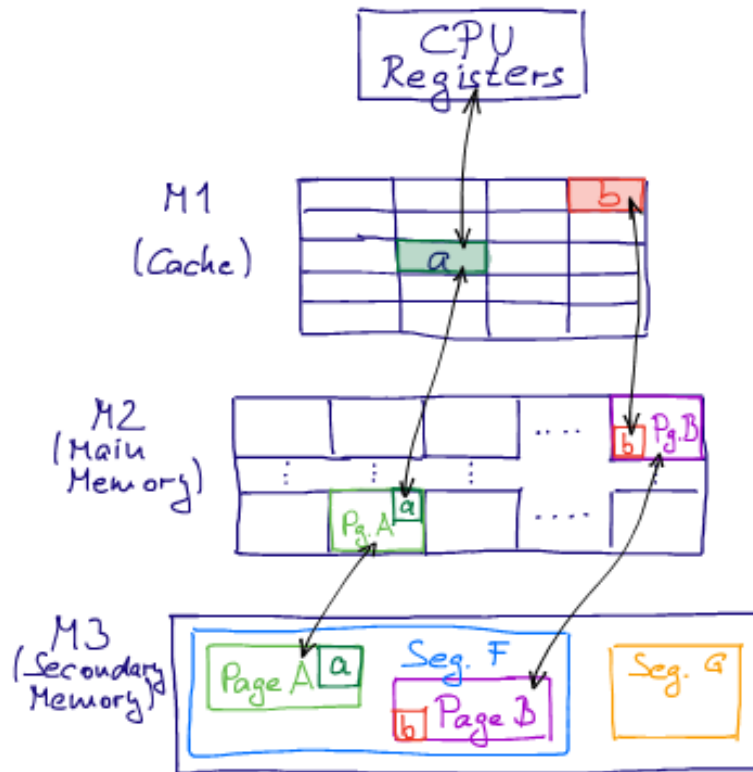 CPU
Registers
M1
(Cache)
b
a
M2
(Main
Memory)
b Pg.B
Pg.A a
M3
(Secondary
Memory)
Page A a
Seg. F
b Page B
Seg. G